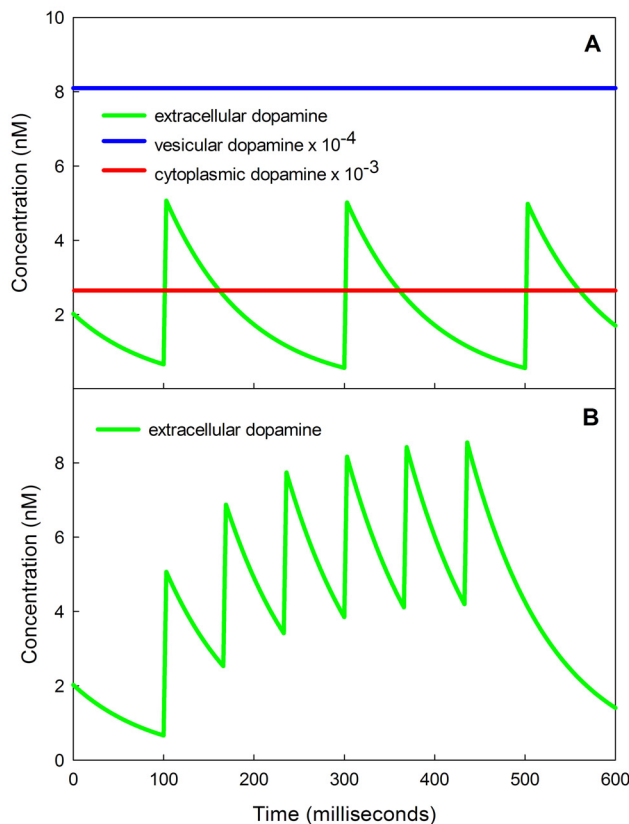 A
10
8
6
4
2
Concentration (nM)
extracellular dopamine
vesicular dopamine x 10-4
cytoplasmic dopamine x 10-3
B
8
6
4
2
0
Concentration (nM)
extracellular dopamine
0 100 200 300 400 500 600
Time (milliseconds)